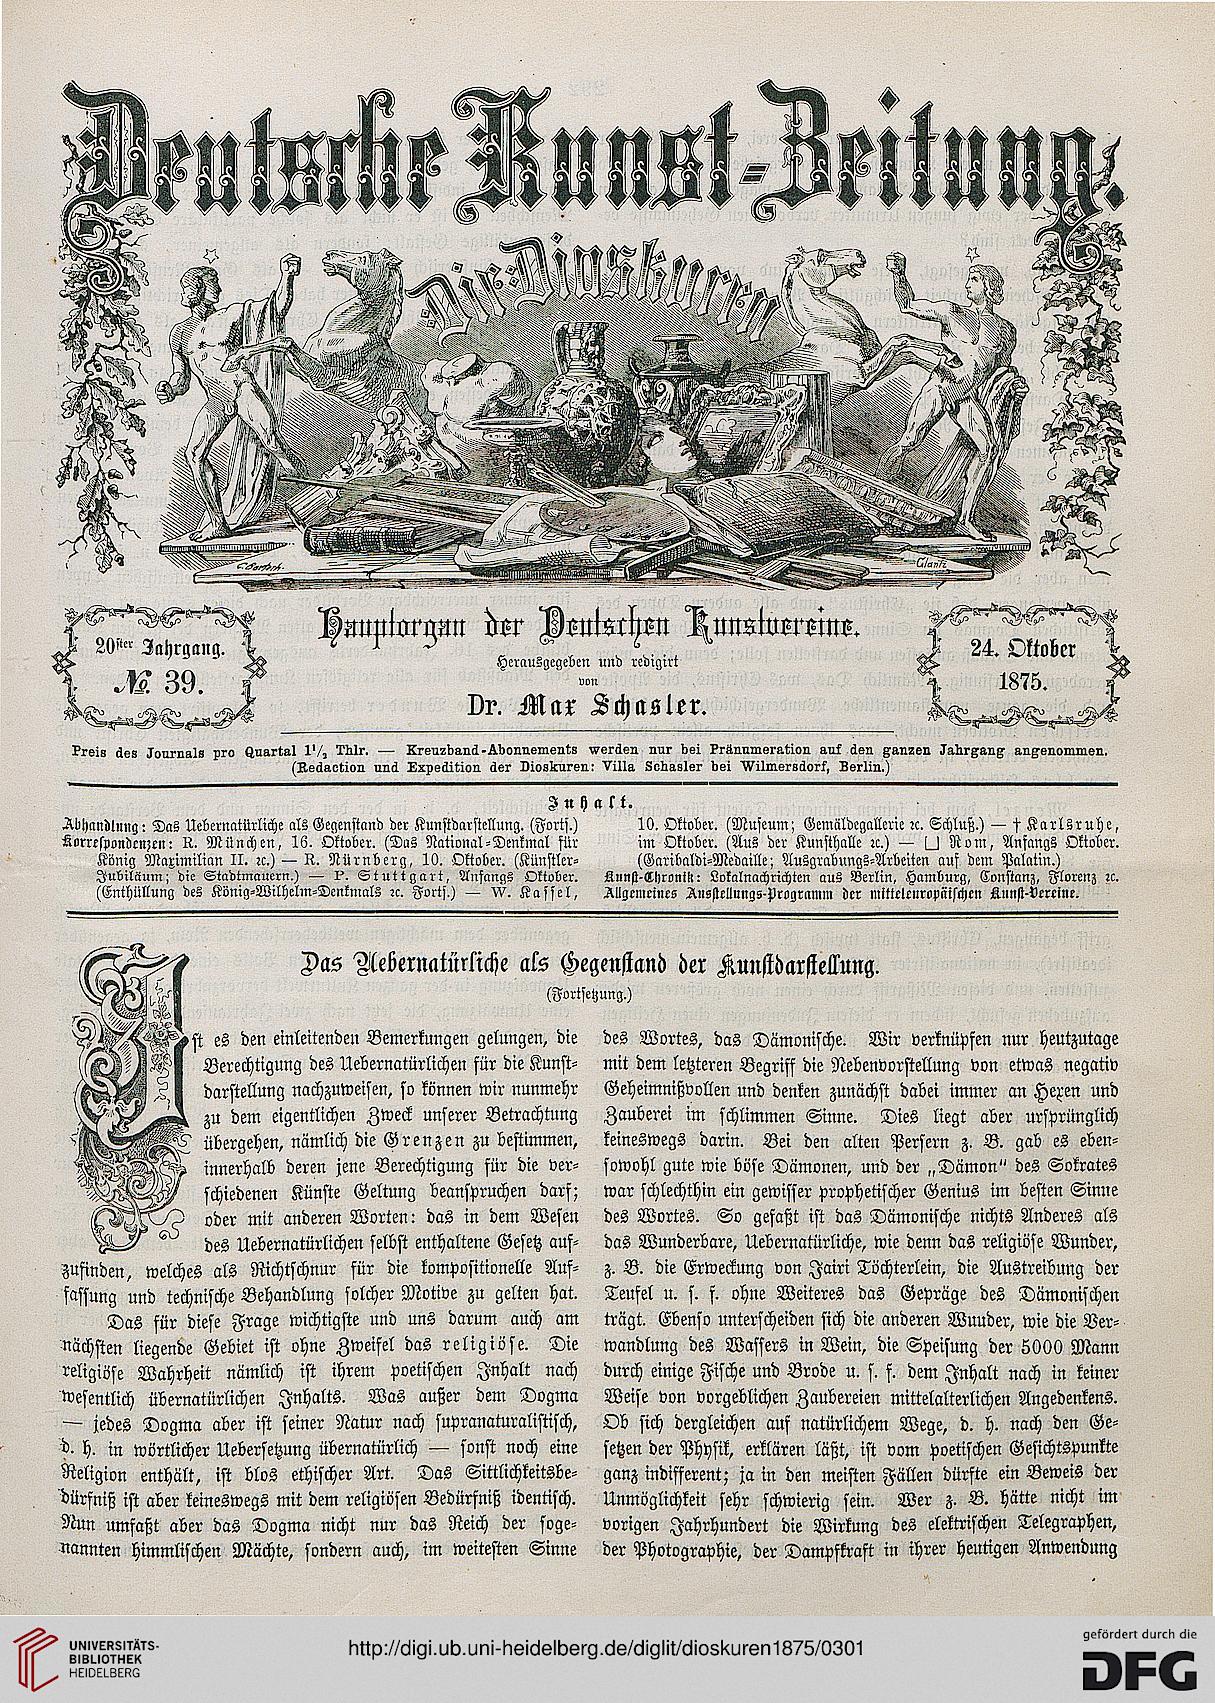 Deutsche Kunst-Zeitung.
Die Dioskuren
C. Bartsch.
Glantz
Hauptorgan der Deutschen Kunstvereine.
20ster Jahrgang.
№. 39.
Herausgegeben und redigirt
von
Dr. Max Schasler.
24. Oktober
1875.
Preis des Journals pro Quartal 1½ Thlr. — Kreuzband-Abonnements werden nur bei Pränumeration auf den ganzen Jahrgang angenommen.
(Redaction und Expedition der Dioskuren: Villa Schasler bei Wilmersdorf, Berlin.)
Inhalt.
Abhandlung: Das Uebernatürliche als Gegenstand der Kunstdarstellung. (Forts.)
Korrespondenzen: R. München, 16. Oktober. (Das National-Denkmal für
König Maximilian II. ꝛc.) — R. Nürnberg, 10. Oktober. (Künstler-
Jubiläum; die Stadtmauern.) — P. Stuttgart, Anfangs Oktober.
(Enthüllung des König-Wilhelm-Denkmals ꝛc. Forts.) — W. Kassel,
10. Oktober. (Museum; Gemäldegallerie ꝛc. Schluß.) — † Karlsruhe,
im Oktober. (Aus der Kunsthalle ꝛc.) — ⊔ Rom, Anfangs Oktober.
(Garibaldi-Medaille; Ausgrabungs-Arbeiten auf dem Palatin.)
Kunst-Chronik: Lokalnachrichten aus Berlin, Hamburg, Constanz, Florenz ꝛc.
Allgemeines Ausstellungs-Programm der mitteleuropäischen Kunst-Vereine.
Das Uebernatürliche als Gegenstand der Kunstdarstellung.
(Fortsetzung.)
Ist es den einleitenden Bemerkungen gelungen, die
Berechtigung des Uebernatürlichen für die Kunst-
darstellung nachzuweisen, so können wir nunmehr
zu dem eigentlichen Zweck unserer Betrachtung
übergehen, nämlich die Grenzen zu bestimmen,
innerhalb deren jene Berechtigung für die ver-
schiedenen Künste Geltung beanspruchen darf;
oder mit anderen Worten: das in dem Wesen
des Uebernatürlichen selbst enthaltene Gesetz auf-
zufinden, welches als Richtschnur für die kompositionelle Auf-
fassung und technische Behandlung solcher Motive zu gelten hat.
Das für diese Frage wichtigste und uns darum auch am
nächsten liegende Gebiet ist ohne Zweifel das religiöse. Die
religiöse Wahrheit nämlich ist ihrem poetischen Inhalt nach
wesentlich übernatürlichen Inhalts. Was außer dem Dogma
— jedes Dogma aber ist seiner Natur nach supranaturalistisch,
d. h. in wörtlicher Uebersetzung übernatürlich — sonst noch eine
Religion enthält, ist blos ethischer Art. Das Sittlichkeitsbe-
dürfniß ist aber keineswegs mit dem religiösen Bedürfniß identisch.
Nun umfaßt aber das Dogma nicht nur das Reich der soge-
nannten himmlischen Mächte, sondern auch, im weitesten Sinne
des Wortes, das Dämonische. Wir verknüpfen nur heutzutage
mit dem letzteren Begriff die Nebenvorstellung von etwas negativ
Geheimnißvollen und denken zunächst dabei immer an Hexen und
Zauberei im schlimmen Sinne. Dies liegt aber ursprünglich
keineswegs darin. Bei den alten Persern z. B. gab es eben-
sowohl gute wie böse Dämonen, und der „Dämon" des Sokrates
war schlechthin ein gewisser prophetischer Genius im besten Sinne
des Wortes. So gefaßt ist das Dämonische nichts Anderes als
das Wunderbare, Uebernatürliche, wie denn das religiöse Wunder,
z. B. die Erweckung von Jairi Töchterlein, die Austreibung der
Teufel u. s. f. ohne Weiteres das Gepräge des Dämonischen
trägt. Ebenso unterscheiden sich die anderen Wunder, wie die Ver-
wandlung des Wassers in Wein, die Speisung der 5000 Mann
durch einige Fische und Brode u. s. f. dem Inhalt nach in keiner
Weise von vorgeblichen Zaubereien mittelalterlichen Angedenkens.
Ob sich dergleichen auf natürlichem Wege, d. h. nach den Ge-
setzen der Physik, erklären läßt, ist vom poetischen Gesichtspunkte
ganz indifferent; ja in den meisten Fällen dürfte ein Beweis der
Unmöglichkeit sehr schwierig sein. Wer z. B. hätte nicht im
vorigen Jahrhundert die Wirkung des elektrischen Telegraphen,
der Photographie, der Dampfkraft in ihrer heutigen Anwendung
UNIVERSITÄTS-
BIBLIOTHEK
HEIDELBERG
http://digi.ub.uni-heidelberg.de/diglit/dioskuren1875/0301
gefördert durch die
DFG